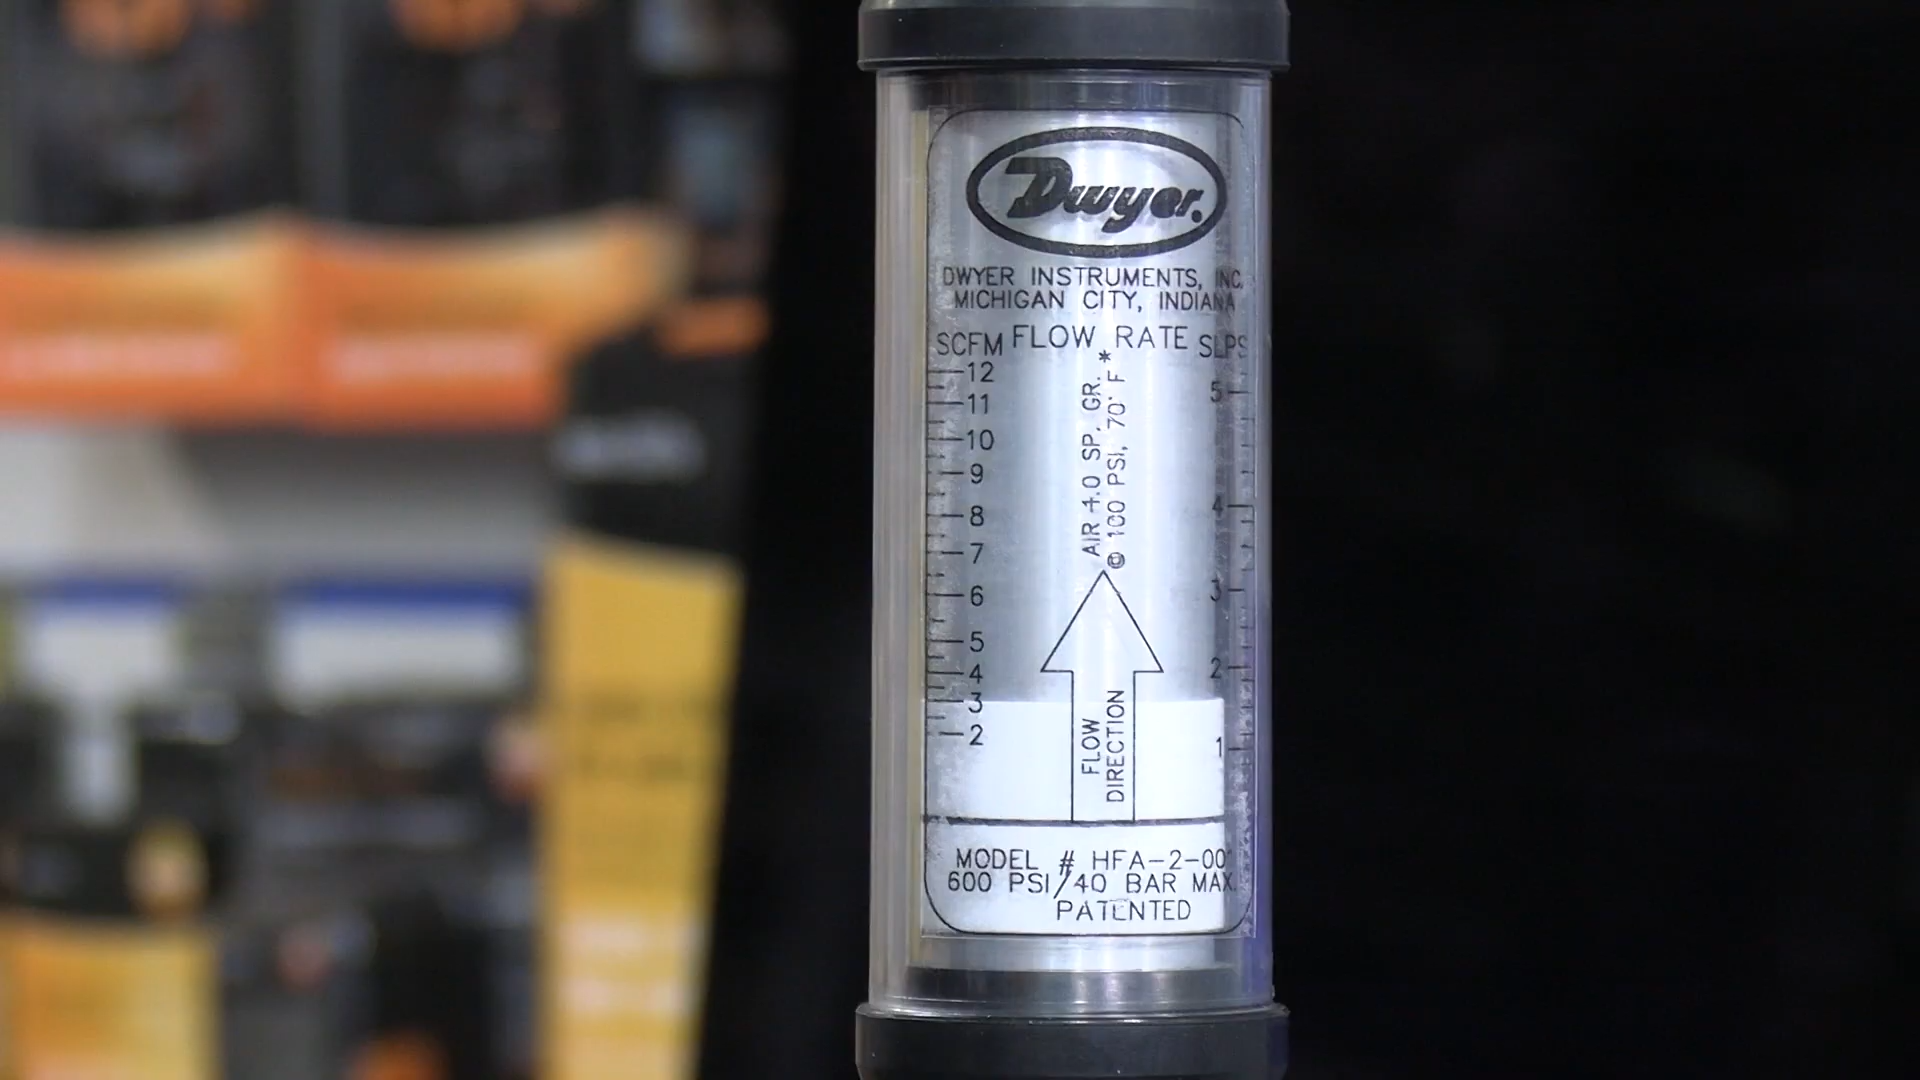 Dwyer.
DWYER INSTRUMENTS, INC.
MICHIGAN CITY, INDIANA
SCFM FLOW RATE SLPS
*
12
11
10
9
8
7
6
5
4
3
2
AIR 1.0 SP. GR.
@ 100 PSI, 70° F
5
4
3
2
1
FLOW
DIRECTION
MODEL # HFA-2-00
600 PSI/40 BAR MAX.
PATENTED